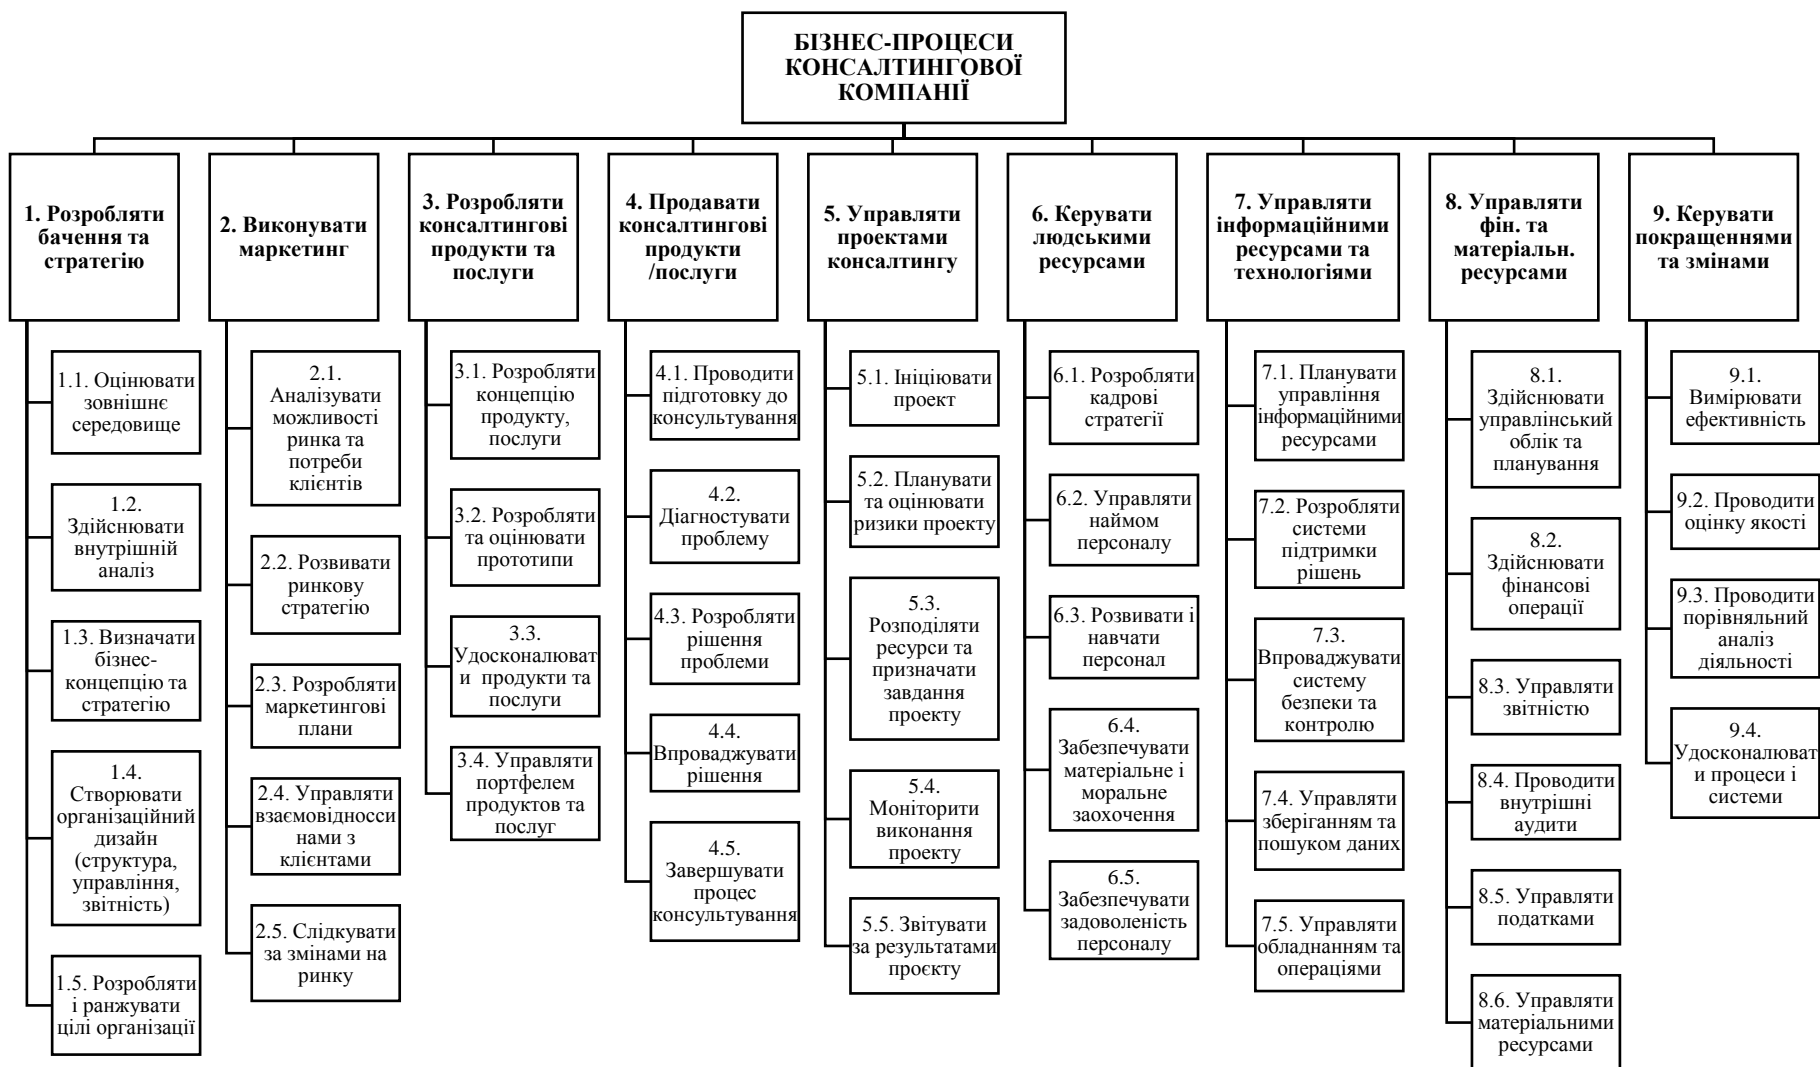 БІЗНЕС-ПРОЦЕСИ
КОНСАЛТИНГОВОЇ
КОМПАНІЇ
1. Розробляти
бачення та
стратегію
1.1. Оцінювати
зовнішнє
середовище
1.2.
Здійснювати
внутрішній
аналіз
1.3. Визначати
бізнес-
концепцію та
стратегію
1.4.
Створювати
організаційний
дизайн
(структура,
управління,
звітність)
1.5. Розробляти
і ранжувати
цілі організації
2. Виконувати
маркетинг
2.1.
Аналізувати
можливості
ринка та
потреби
клієнтів
2.2. Розвивати
ринкову
стратегію
2.3. Розробляти
маркетингові
плани
2.4. Управляти
взаємовідносси
нами з
клієнтами
2.5. Слідкувати
за змінами на
ринку
3. Розробляти
консалтингові
продукти та
послуги
3.1. Розробляти
концепцію
продукту,
послуги
3.2. Розробляти
та оцінювати
прототипи
3.3.
Удосконалюват
и продукти та
послуги
3.4. Управляти
портфелем
продуктов та
послуг
4. Продавати
консалтингові
продукти
/послуги
4.1. Проводити
підготовку до
консультування
4.2.
Діагностувати
проблему
4.3. Розробляти
рішення
проблеми
4.4.
Впроваджувати
рішення
4.5.
Завершувати
процес
консультування
5. Управляти
проектами
консалтингу
5.1. Ініціювати
проект
5.2. Планувати
та оцінювати
ризики проекту
5.3.
Розподіляти
ресурси та
призначати
завдання
проекту
5.4.
Моніторити
виконання
проекту
5.5. Звітувати
за результатами
проєкту
6. Керувати
людськими
ресурсами
6.1. Розробляти
кадрові
стратегії
6.2. Управляти
наймом
персоналу
6.3. Розвивати і
навчати
персонал
6.4.
Забезпечувати
матеріальне і
моральне
заохочення
6.5.
Забезпечувати
задоволеність
персоналу
7. Управляти
інформаційними
ресурсами та
технологіями
7.1. Планувати
управління
інформаційними
ресурсами
7.2. Розробляти
системи
підтримки
рішень
7.3.
Впроваджувати
систему
безпеки та
контролю
7.4. Управляти
зберіганням та
пошуком даних
7.5. Управляти
обладнанням та
операціями
8. Управляти
фін. та
матеріальн.
ресурсами
8.1.
Здійснювати
управлінський
облік та
планування
8.2.
Здійснювати
фінансові
операції
8.3. Управляти
звітністю
8.4. Проводити
внутрішні
аудити
8.5. Управляти
податками
8.6. Управляти
матеріальними
ресурсами
9. Керувати
покращеннями
та змінами
9.1.
Вимірювати
ефективність
9.2. Проводити
оцінку якості
9.3. Проводити
порівняльний
аналіз
діяльності
9.4.
Удосконалюват
и процеси і
системи